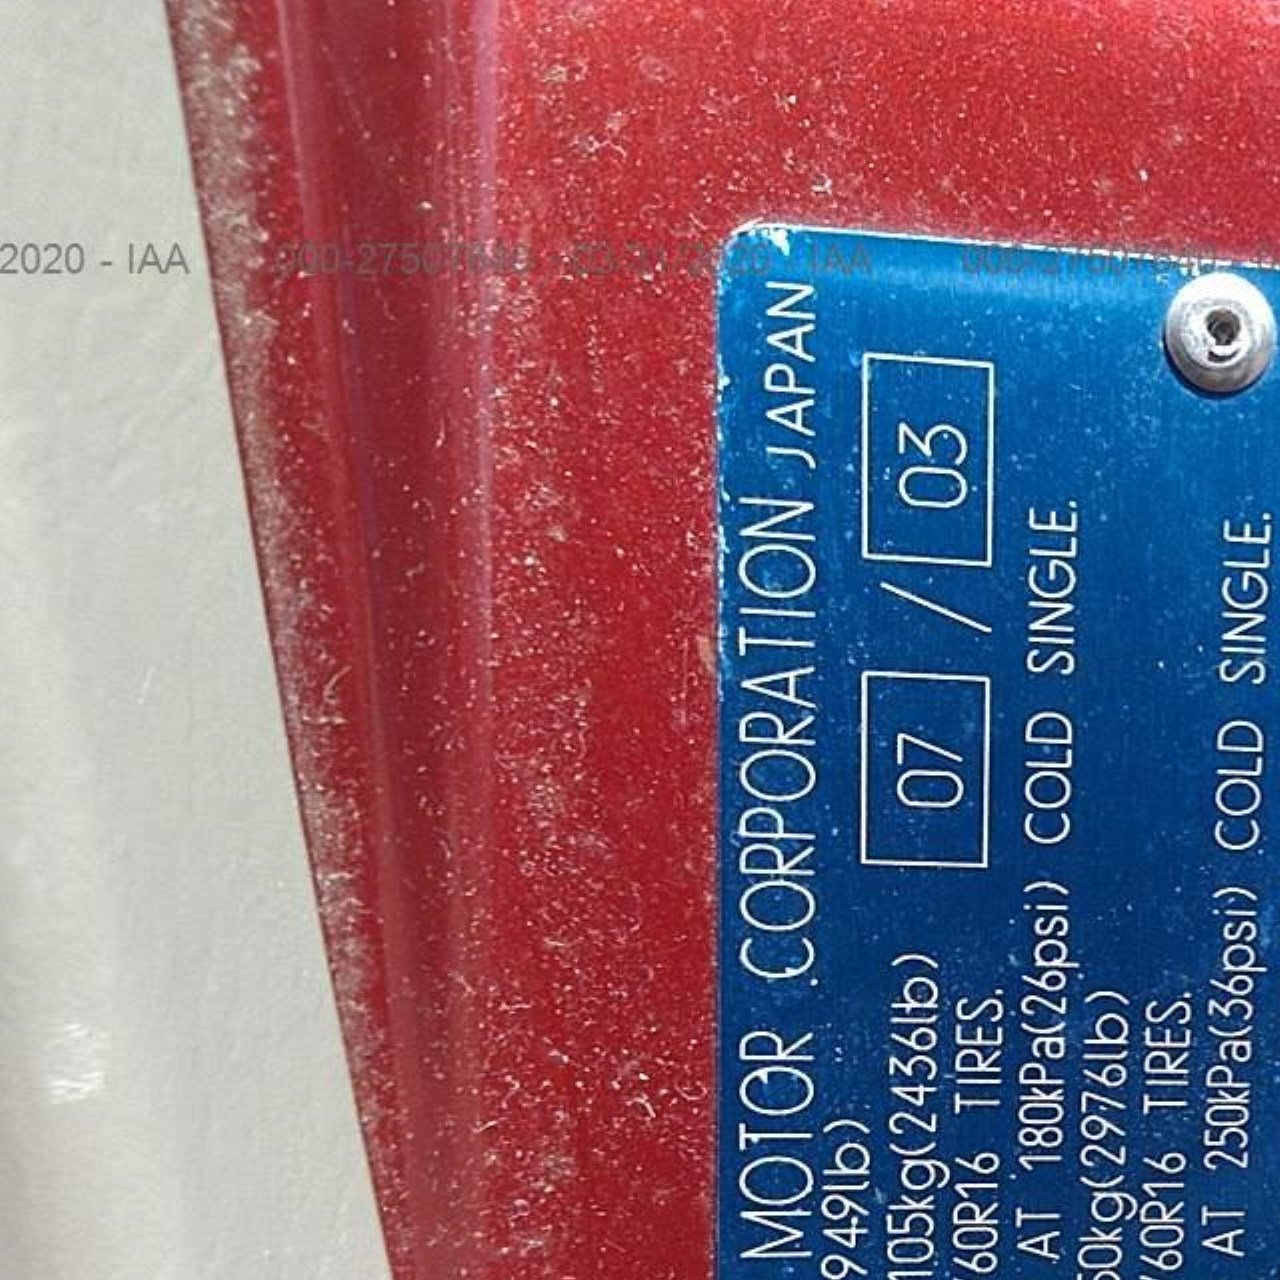 2020 - IAA
MOTOR CORPORATION JAPAN
949lb)
07 / 03
105kg(2436lb)
60R16 TIRES.
AT 180kPa(26psi) COLD SINGLE.
50kg(2976lb)
60R16 TIRES.
AT 250kPa(36psi) COLD SINGLE.